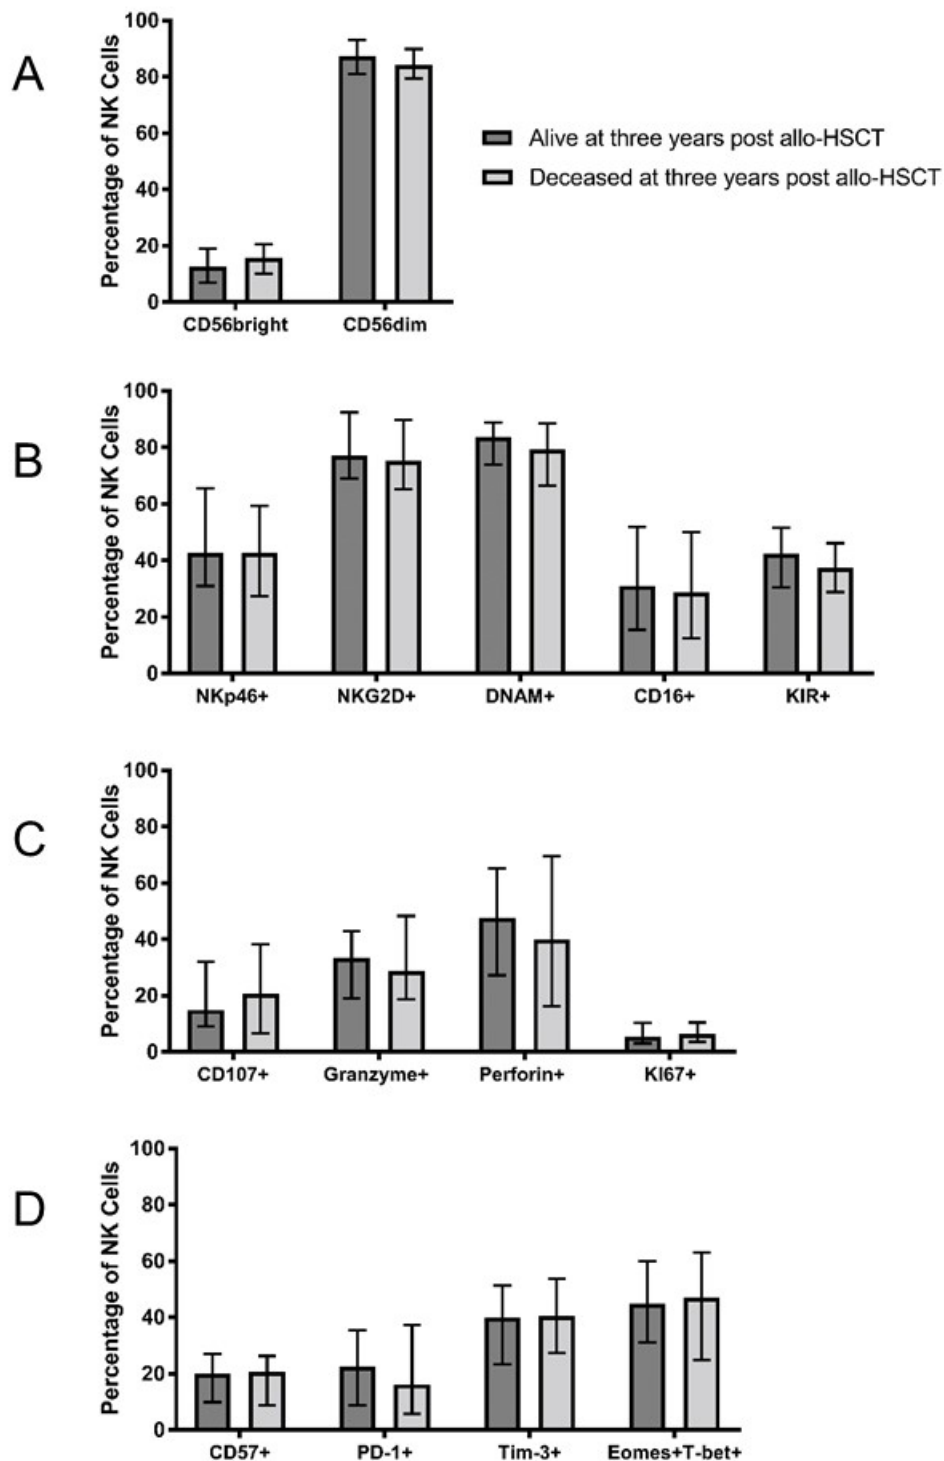 A
Percentage of NK Cells
100
80
60
40
20
0
CD56bright CD56dim
Alive at three years post allo-HSCT
Deceased at three years post allo-HSCT
B
Percentage of NK Cells
100
80
60
40
20
0
NKp46+ NKG2D+ DNAM+ CD16+ KIR+
C
Percentage of NK Cells
100
80
60
40
20
0
CD107+ Granzyme+ Perforin+ KI67+
D
Percentage of NK Cells
100
80
60
40
20
0
CD57+ PD-1+ Tim-3+ Eomes+T-bet+